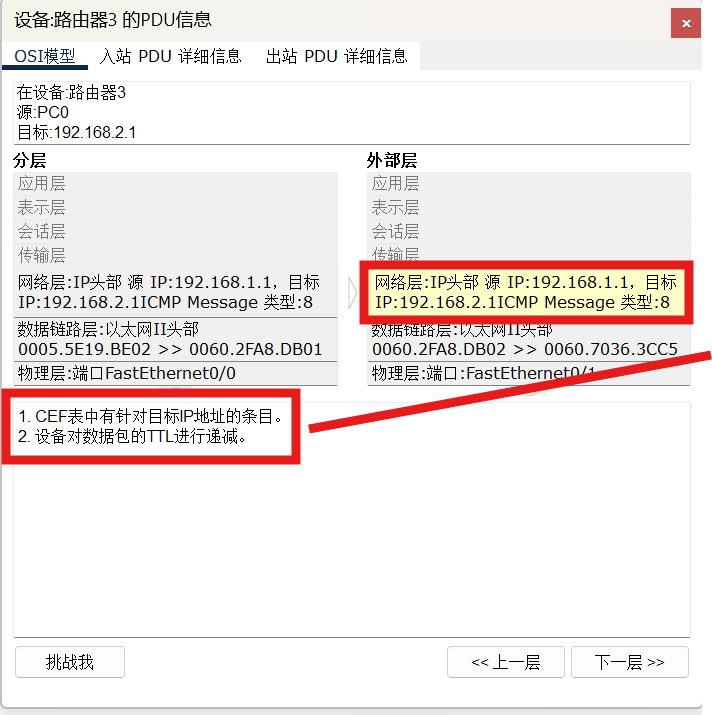 设备:路由器3 的PDU信息
OSI模型 入站 PDU 详细信息 出站 PDU 详细信息
在设备:路由器3
源:PC0
目标:192.168.2.1
分层
应用层
表示层
会话层
传输层
网络层:IP头部 源 IP:192.168.1.1，目标
IP:192.168.2.1ICMP Message 类型:8
数据链路层:以太网II头部
0005.5E19.BE02 >> 0060.2FA8.DB01
物理层:端口FastEthernet0/0
外部层
应用层
表示层
会话层
传输层
网络层:IP头部 源 IP:192.168.1.1，目标
IP:192.168.2.1ICMP Message 类型:8
数据链路层:以太网II头部
0060.2FA8.DB02 >> 0060.7036.3CC5
物理层:端口:FastEthernet0/1
1. CEF表中有针对目标IP地址的条目。
2. 设备对数据包的TTL进行递减。
挑战我
<< 上一层
下一层 >>